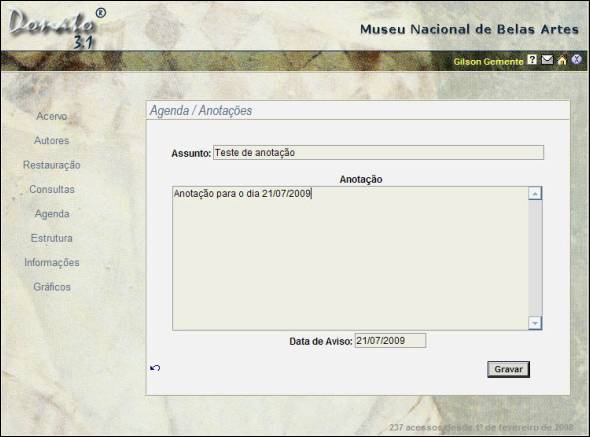 Donato ®
3.1
Museu Nacional de Belas Artes
Gilson Gemente ?
Acervo
Autores
Restauração
Consultas
Agenda
Estrutura
Informações
Gráficos
Agenda / Anotações
Assunto: Teste de anotação
Anotação
Anotação para o dia 21/07/2009
Data de Aviso: 21/07/2009
Gravar
237 acessos desde 1º de fevereiro de 2008